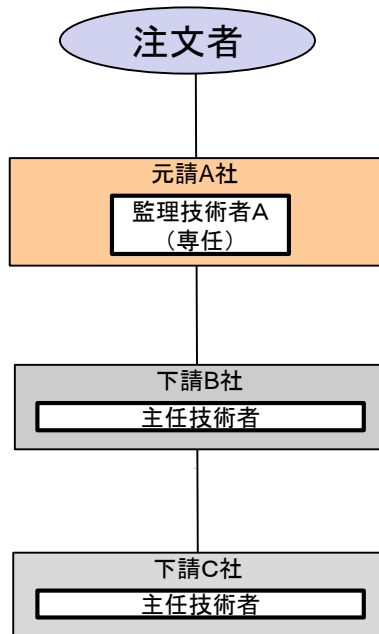 注文者
元請A社
監理技術者A
（専任）
下請B社
主任技術者
下請C社
主任技術者